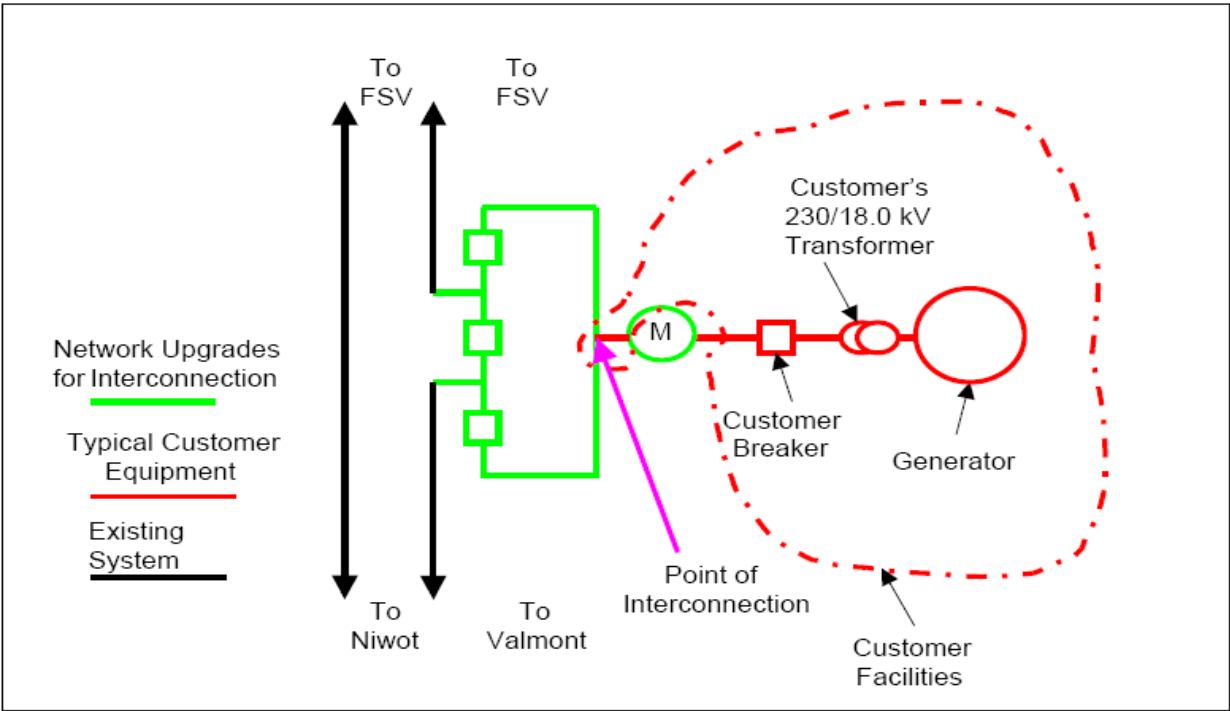 To
FSV
To
FSV
Customer's
230/18.0 kV
Transformer
M
Network Upgrades
for Interconnection
Typical Customer
Equipment
Existing
System
Customer
Breaker
Generator
Point of
Interconnection
To
Niwot
To
Valmont
Customer
Facilities